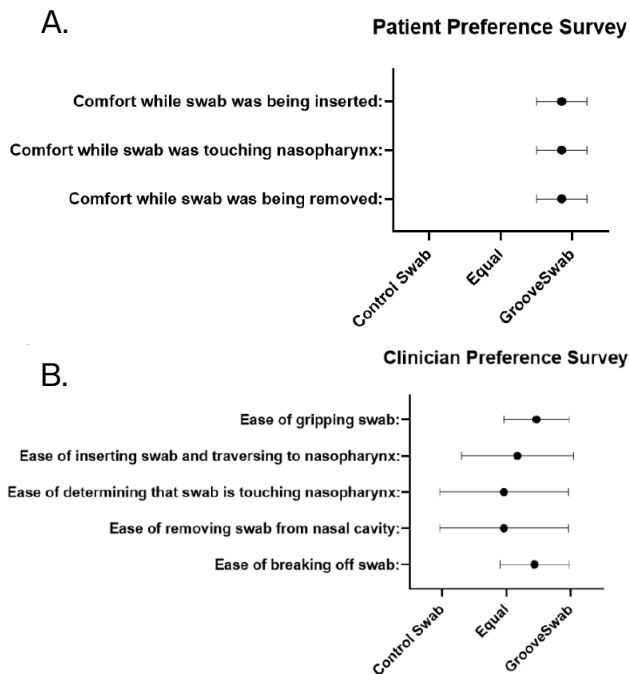 A.
Patient Preference Survey
Comfort while swab was being inserted:
Comfort while swab was touching nasopharynx:
Comfort while swab was being removed:
Control Swab
Equal
GrooveSwab
B.
Clinician Preference Survey
Ease of gripping swab:
Ease of inserting swab and traversing to nasopharynx:
Ease of determining that swab is touching nasopharynx:
Ease of removing swab from nasal cavity:
Ease of breaking off swab:
Control Swab
Equal
GrooveSwab